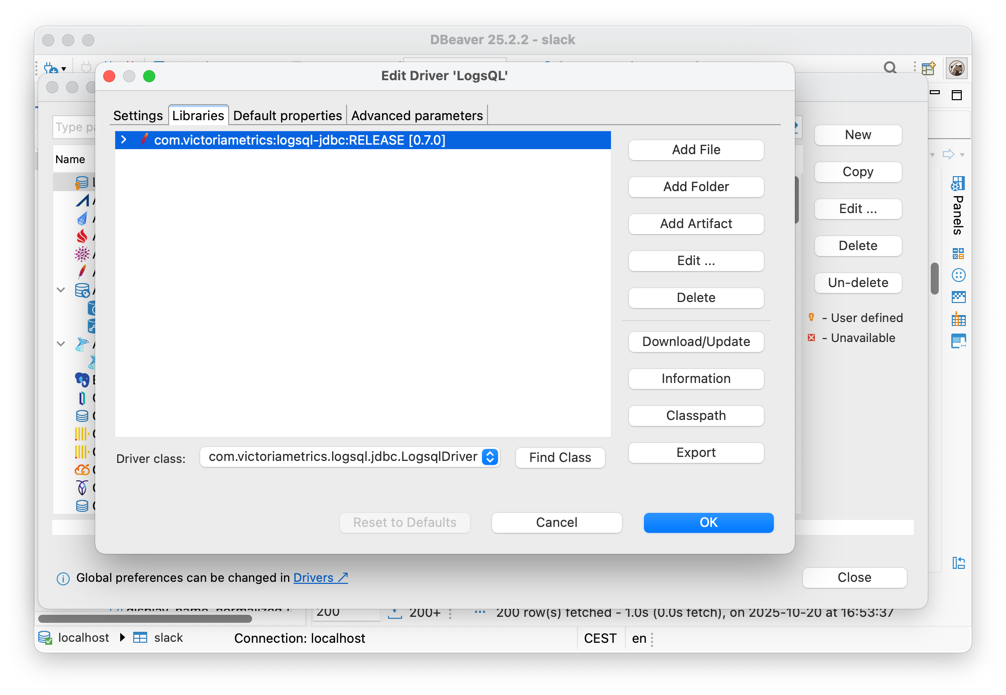 DBeaver 25.2.2 - slack
Edit Driver 'LogsQL'
Settings Libraries Default properties Advanced parameters
Type
Name
com.victoriametrics:logsql-jdbc:RELEASE [0.7.0]
Add File
Add Folder
Add Artifact
Edit ...
Delete
Download/Update
Information
Classpath
Export
Driver class: com.victoriametrics.logsql.jdbc.LogsqlDriver Find Class
Reset to Defaults Cancel OK
New
Copy
Edit ...
Delete
Un-delete
- User defined
- Unavailable
Panels
Global preferences can be changed in Drivers ↗
Close
200 200+ 200 row(s) fetched - 1.0s (0.0s fetch), on 2025-10-20 at 16:53:37
localhost slack Connection: localhost CEST en